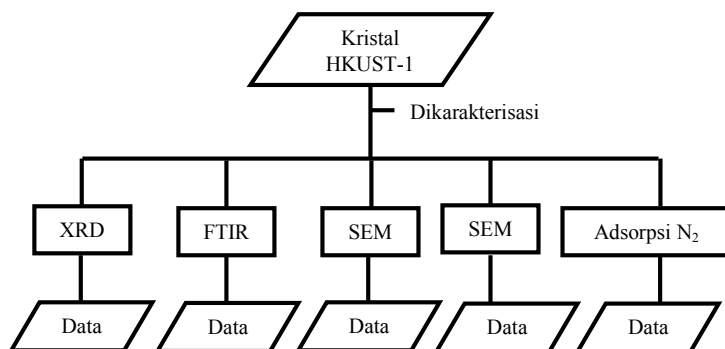 Kristal
HKUST-1
Dikarakterisasi
XRD
FTIR
SEM
SEM
Adsorpsi N₂
Data
Data
Data
Data
Data